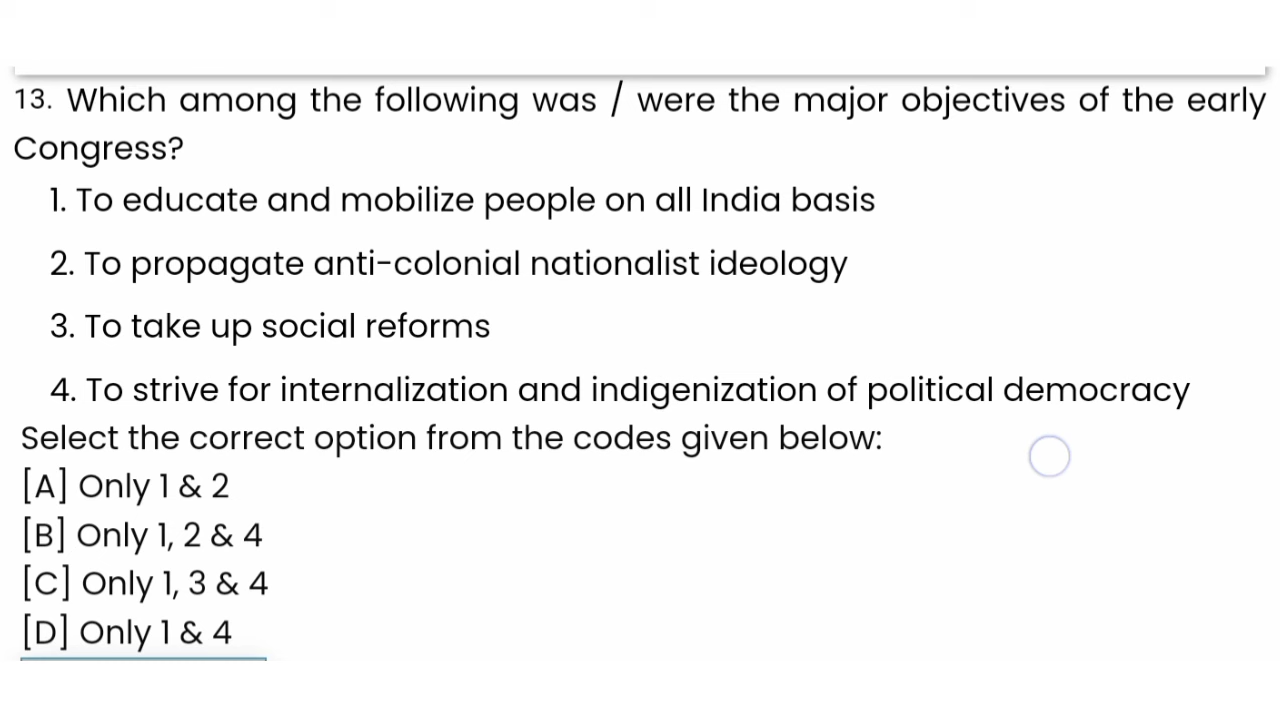 13. Which among the following was / were the major objectives of the early
Congress?
1. To educate and mobilize people on all India basis
2. To propagate anti-colonial nationalist ideology
3. To take up social reforms
4. To strive for internalization and indigenization of political democracy
Select the correct option from the codes given below:
[A] Only 1 & 2
[B] Only 1, 2 & 4
[C] Only 1, 3 & 4
[D] Only 1 & 4